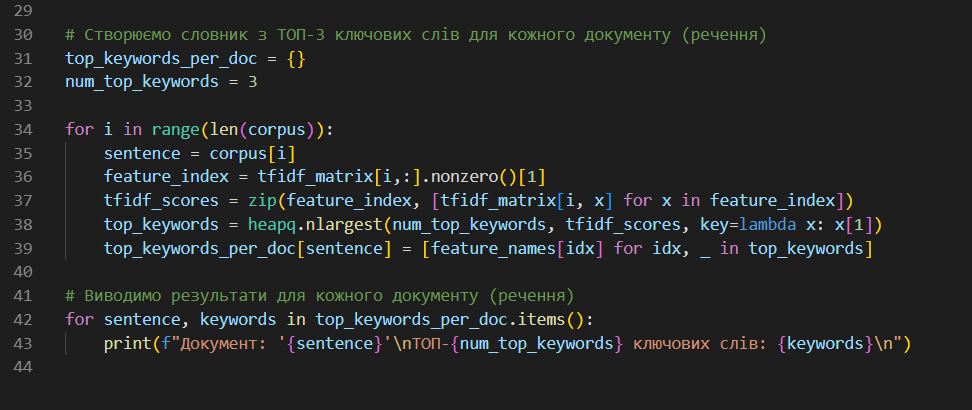 29
30 # Створюємо словник з ТОП-3 ключових слів для кожного документу (речення)
31 top_keywords_per_doc = {}
32 num_top_keywords = 3
33
34 for i in range(len(corpus)):
35     sentence = corpus[i]
36     feature_index = tfidf_matrix[i,:].nonzero()[1]
37     tfidf_scores = zip(feature_index, [tfidf_matrix[i, x] for x in feature_index])
38     top_keywords = heapq.nlargest(num_top_keywords, tfidf_scores, key=lambda x: x[1])
39     top_keywords_per_doc[sentence] = [feature_names[idx] for idx, _ in top_keywords]
40
41 # Виводимо результати для кожного документу (речення)
42 for sentence, keywords in top_keywords_per_doc.items():
43     print(f"Документ: '{sentence}'\nТОП-{num_top_keywords} ключових слів: {keywords}\n")
44